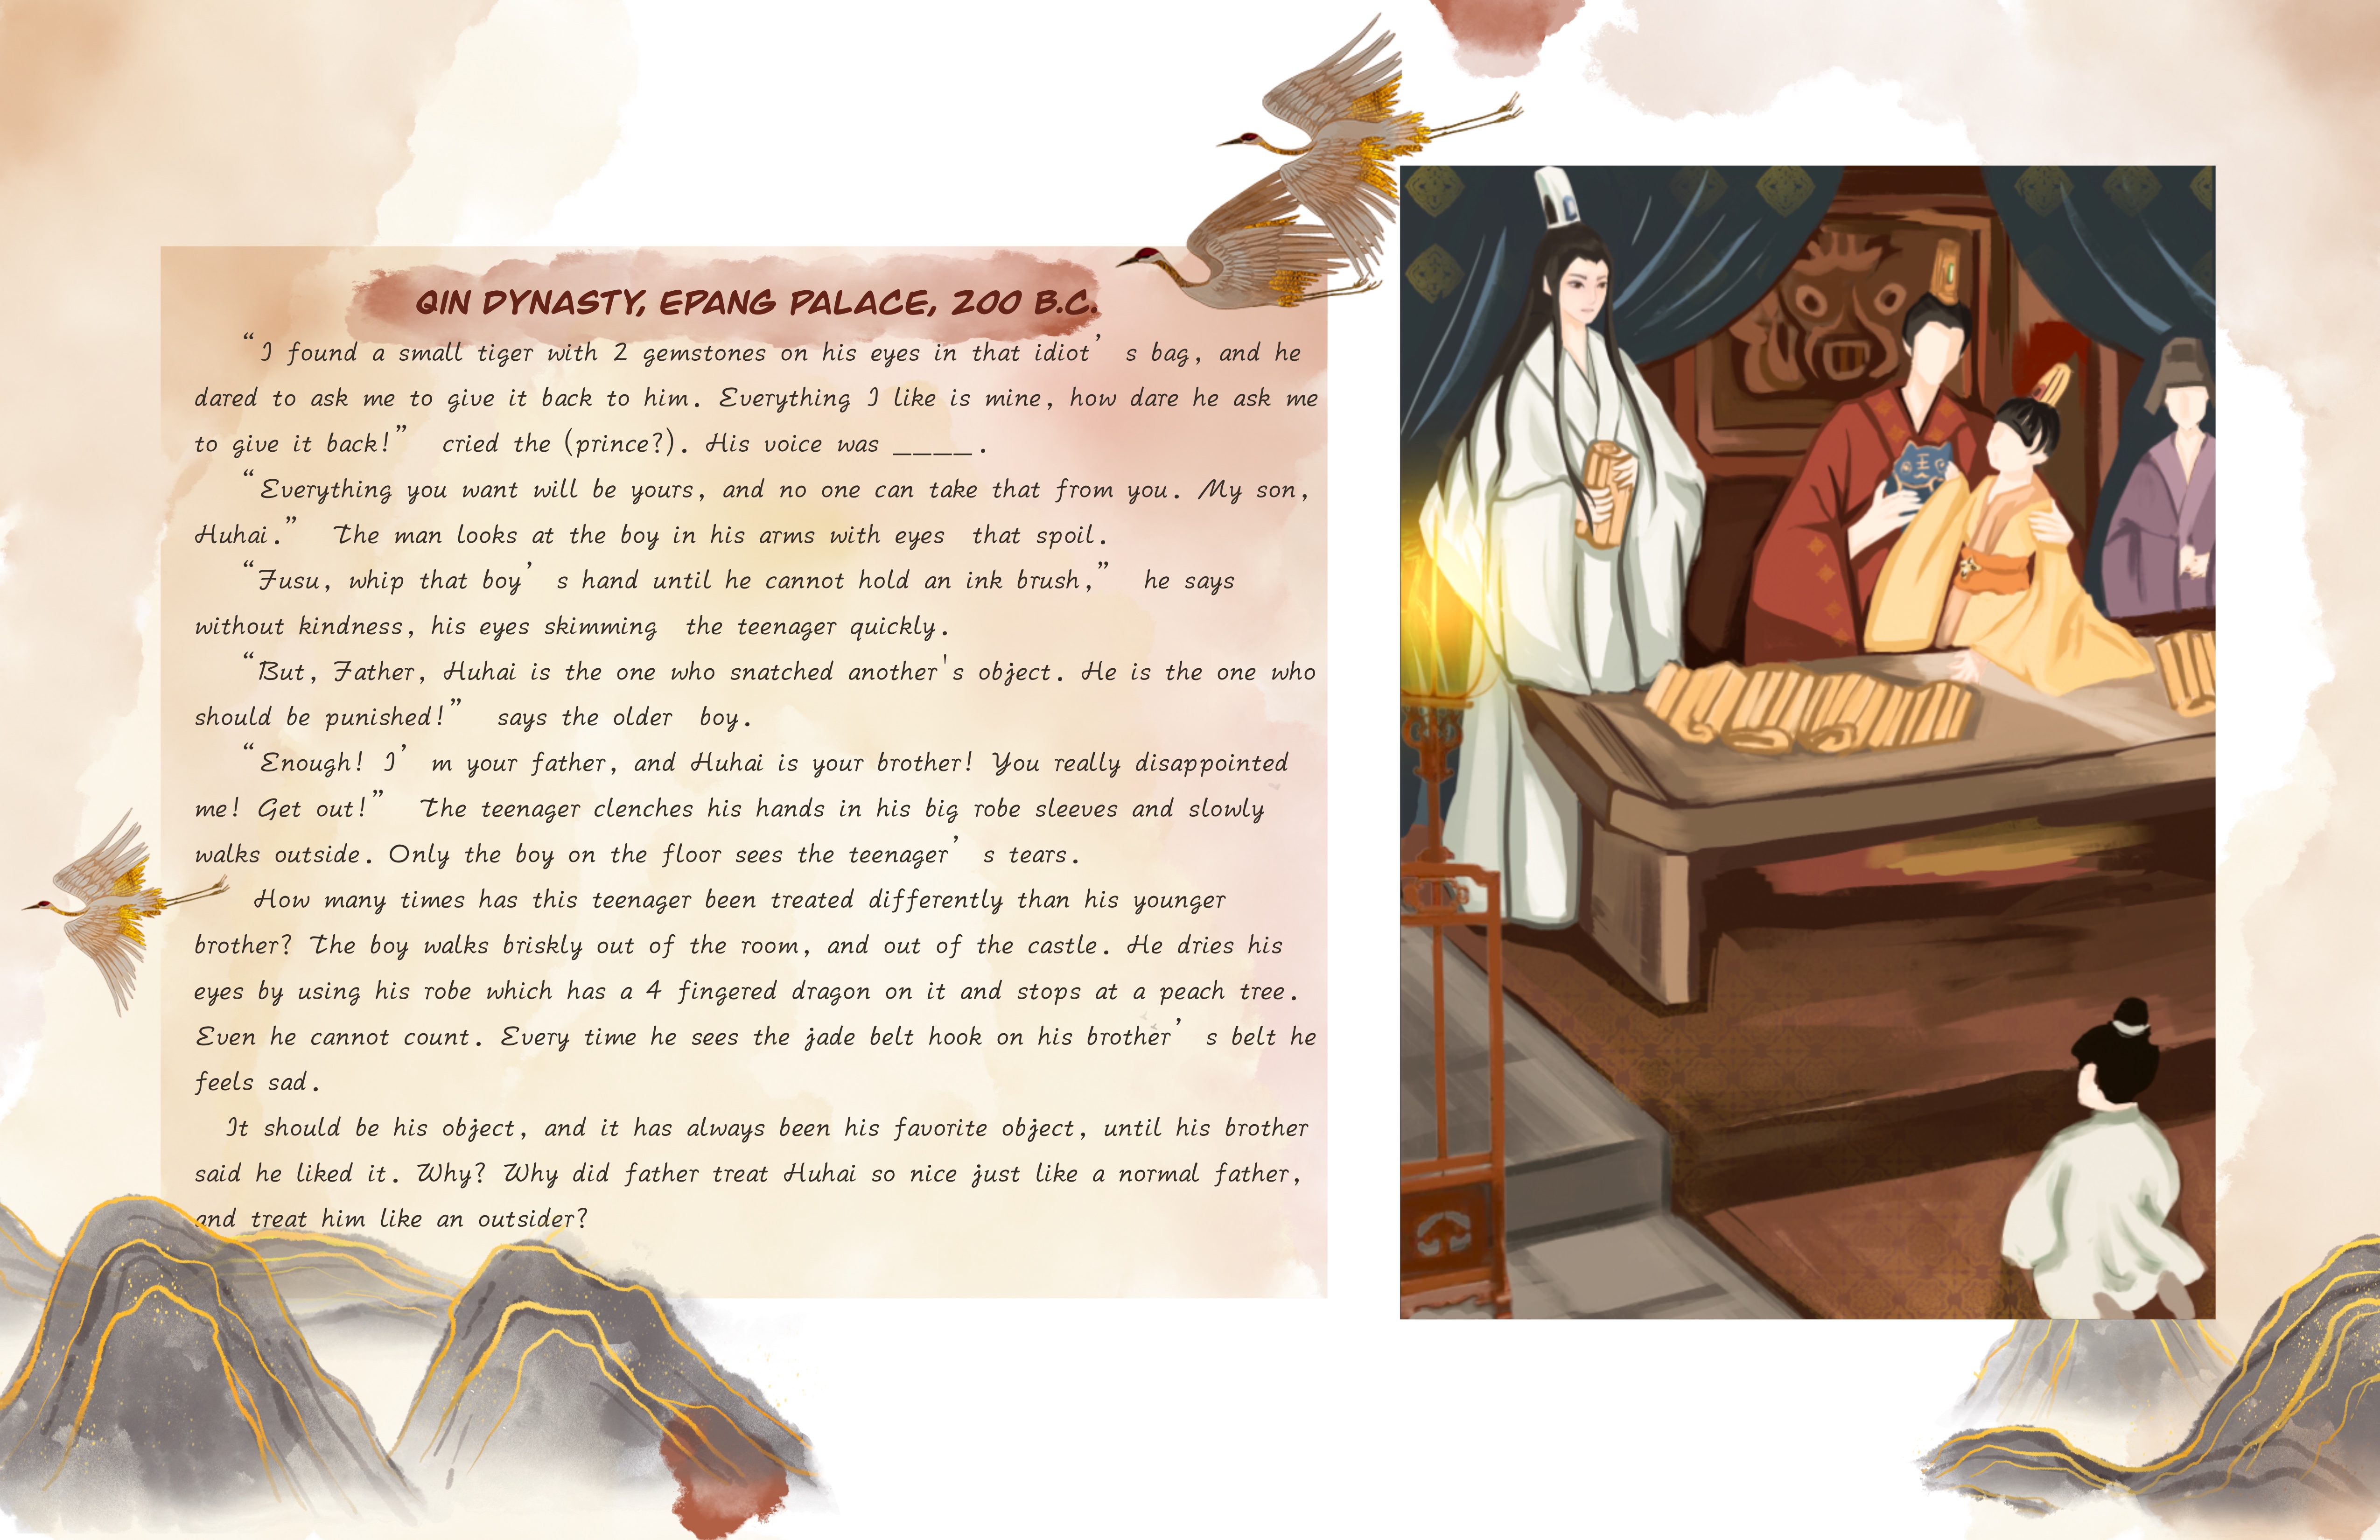 QIN DYNASTY, EPANG PALACE, 200 B.C.
“I found a small tiger with 2 gemstones on his eyes in that idiot’ s bag, and he
dared to ask me to give it back to him. Everything I like is mine, how dare he ask me
to give it back!” cried the (prince?). His voice was ____.
“Everything you want will be yours, and no one can take that from you. My son,
Huhai.” The man looks at the boy in his arms with eyes that spoil.
“Fusu, whip that boy’ s hand until he cannot hold an ink brush,” he says
without kindness, his eyes skimming the teenager quickly.
“But, Father, Huhai is the one who snatched another's object. He is the one who
should be punished!” says the older boy.
“Enough! I’ m your father, and Huhai is your brother! You really disappointed
me! Get out!” The teenager clenches his hands in his big robe sleeves and slowly
walks outside. Only the boy on the floor sees the teenager’ s tears.
How many times has this teenager been treated differently than his younger
brother? The boy walks briskly out of the room, and out of the castle. He dries his
eyes by using his robe which has a 4 fingered dragon on it and stops at a peach tree.
Even he cannot count. Every time he sees the jade belt hook on his brother’ s belt he
feels sad.
It should be his object, and it has always been his favorite object, until his brother
said he liked it. Why? Why did father treat Huhai so nice just like a normal father,
and treat him like an outsider?
王